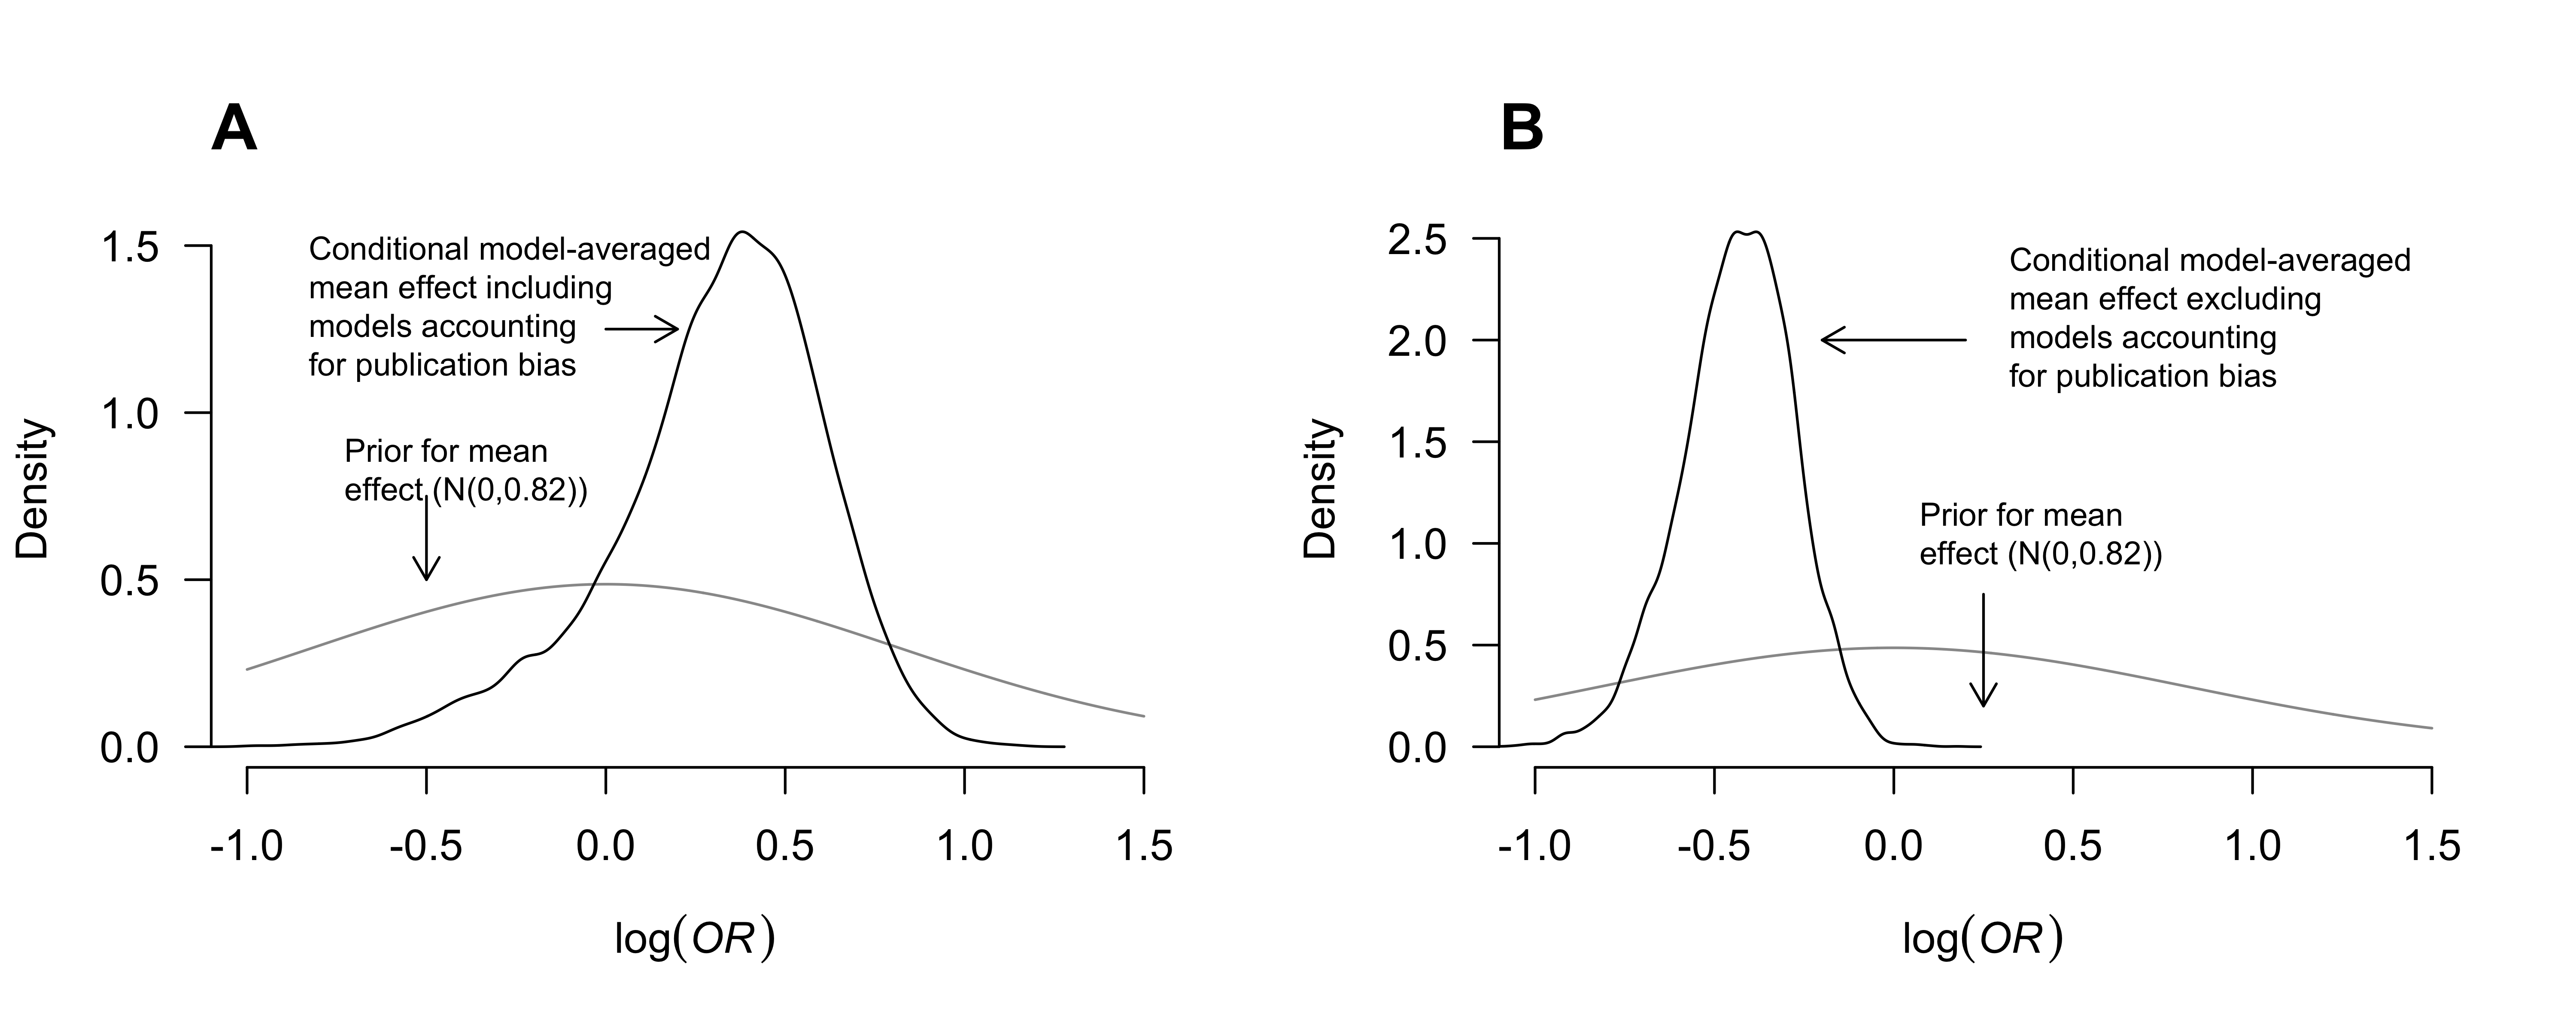 A
Conditional model-averaged
mean effect including
models accounting
for publication bias
Prior for mean
effect (N(0,0.82))
Density
1.5
1.0
0.5
0.0
-1.0 -0.5 0.0 0.5 1.0 1.5
log(OR)
B
Conditional model-averaged
mean effect excluding
models accounting
for publication bias
Prior for mean
effect (N(0,0.82))
Density
2.5
2.0
1.5
1.0
0.5
0.0
-1.0 -0.5 0.0 0.5 1.0 1.5
log(OR)